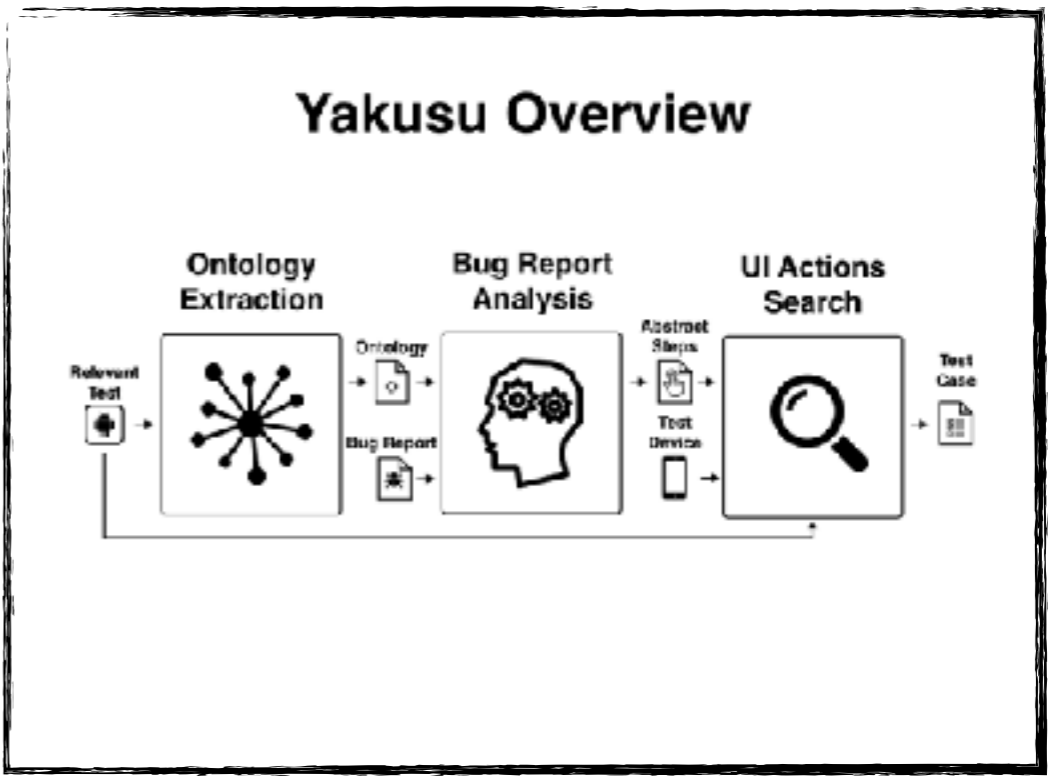 Yakusu Overview
Ontology
Extraction
Bug Report
Analysis
UI Actions
Search
Relevant
Test
Ontology
Bug Report
Abstract
Steps
Test
Device
Test
Case